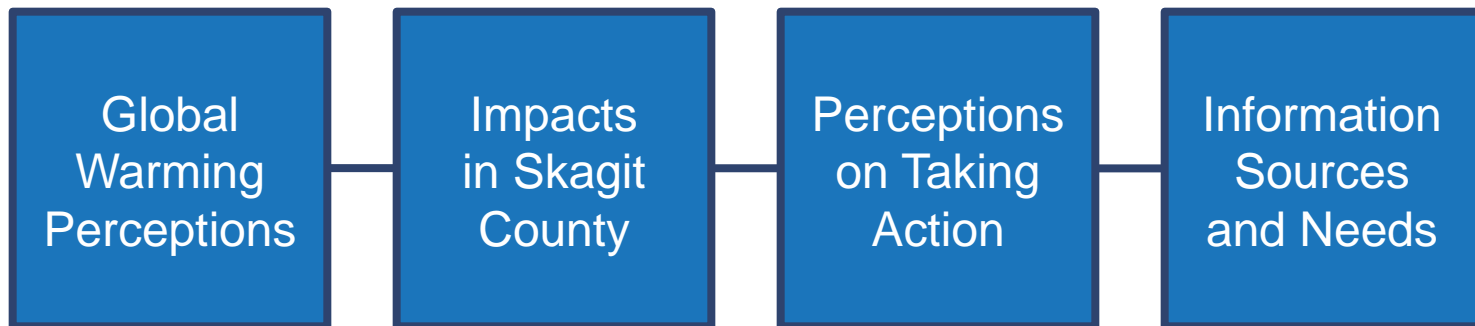 Global
Warming
Perceptions
Impacts
in Skagit
County
Perceptions
on Taking
Action
Information
Sources
and Needs